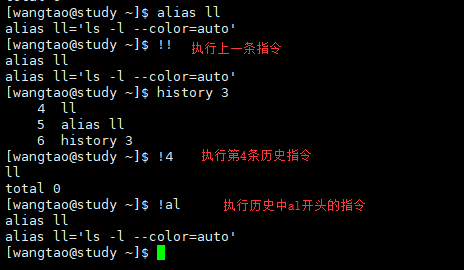 [wangtao@study ~]$ alias ll
alias ll='ls -l --color=auto'
[wangtao@study ~]$ !! 执行上一条指令
alias ll
alias ll='ls -l --color=auto'
[wangtao@study ~]$ history 3
    4  ll
    5  alias ll
    6  history 3
[wangtao@study ~]$ !4 执行第4条历史指令
ll
total 0
[wangtao@study ~]$ !al 执行历史中al开头的指令
alias ll
alias ll='ls -l --color=auto'
[wangtao@study ~]$